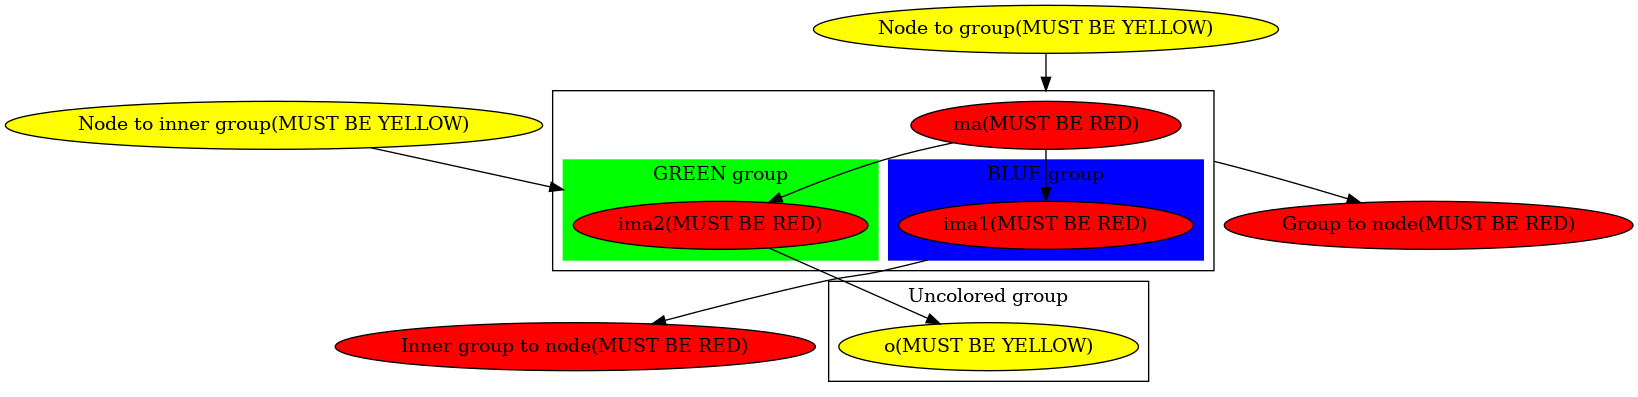 Node to group(MUST BE YELLOW)
Node to inner group(MUST BE YELLOW)
ma(MUST BE RED)
GREEN group
BLUE group
ima2(MUST BE RED)
ima1(MUST BE RED)
Group to node(MUST BE RED)
Uncolored group
Inner group to node(MUST BE RED)
o(MUST BE YELLOW)